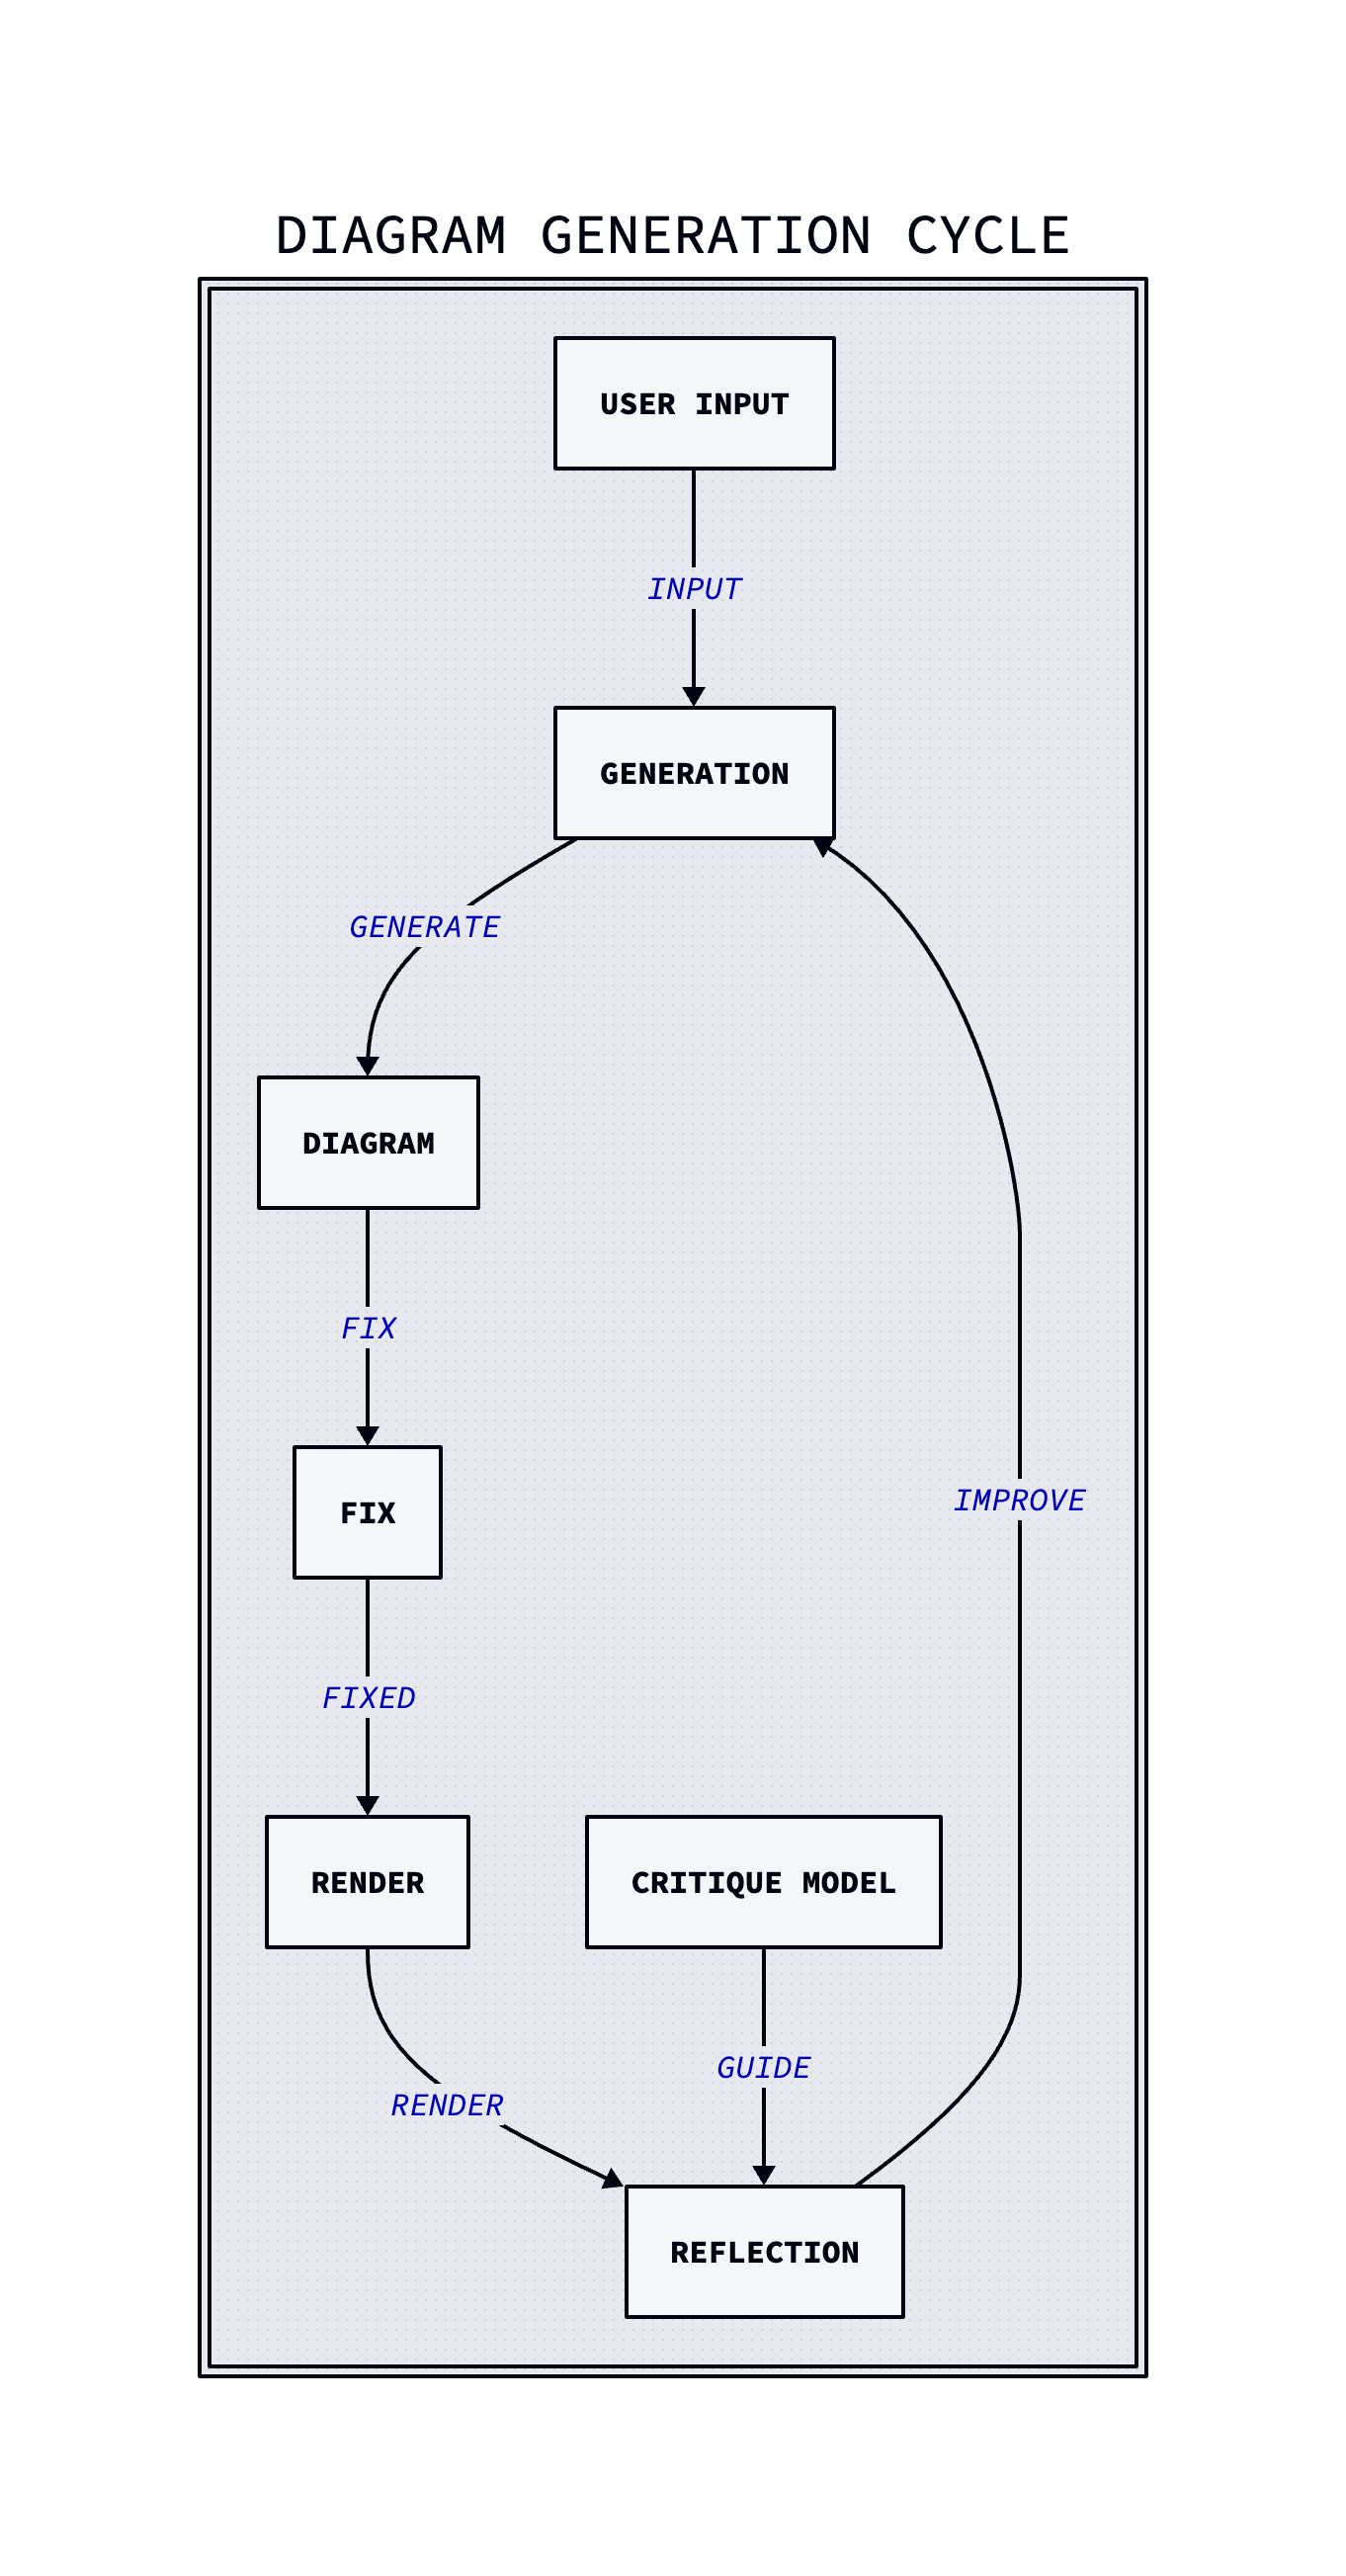 DIAGRAM GENERATION CYCLE
USER INPUT
INPUT
GENERATION
GENERATE
DIAGRAM
FIX
FIX
IMPROVE
FIXED
RENDER
CRITIQUE MODEL
GUIDE
RENDER
REFLECTION